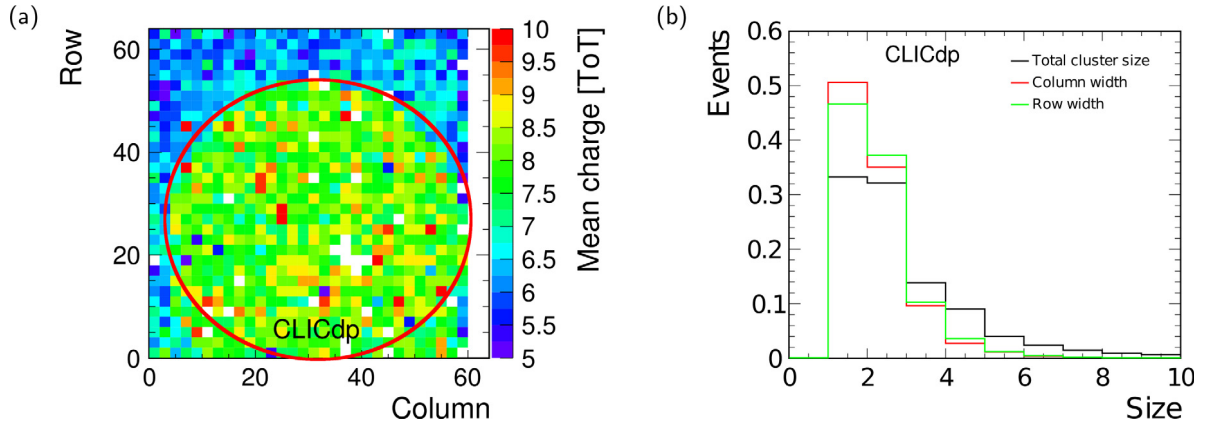 (a)
Row
60
40
20
0
CLICdp
0 20 40 60
Column
10
9.5
9
8.5
8
7.5
7
6.5
6
5.5
5
Mean charge [ToT]
(b)
Events
0.6
0.5
0.4
0.3
0.2
0.1
0
CLICdp
Total cluster size
Column width
Row width
0 2 4 6 8 10
Size